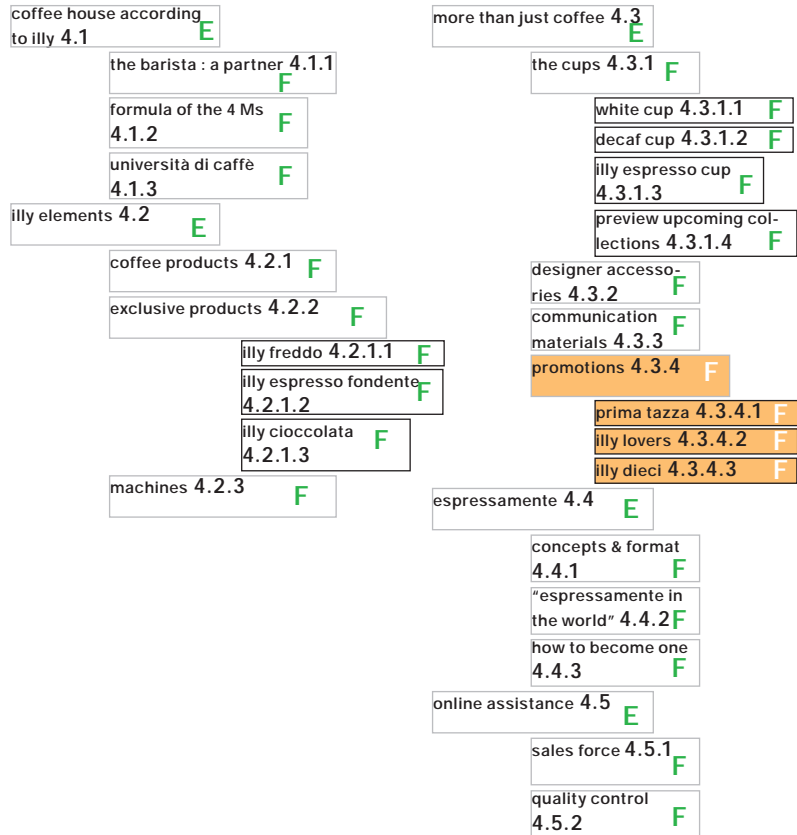 coffee house according
to illy 4.1 E
the barista : a partner 4.1.1
F
formula of the 4 Ms
4.1.2 F
università di caffè
4.1.3 F
illy elements 4.2 E
coffee products 4.2.1 F
exclusive products 4.2.2 F
illy freddo 4.2.1.1 F
illy espresso fondente
4.2.1.2 F
illy cioccolata
4.2.1.3 F
machines 4.2.3 F
more than just coffee 4.3
E
the cups 4.3.1 F
white cup 4.3.1.1 F
decaf cup 4.3.1.2 F
illy espresso cup
4.3.1.3 F
preview upcoming col-
lections 4.3.1.4 F
designer accesso-
ries 4.3.2 F
communication
materials 4.3.3 F
promotions 4.3.4 F
prima tazza 4.3.4.1 F
illy lovers 4.3.4.2 F
illy dieci 4.3.4.3 F
espressamente 4.4 E
concepts & format
4.4.1 F
“espressamente in
the world” 4.4.2 F
how to become one
4.4.3 F
online assistance 4.5 E
sales force 4.5.1 F
quality control
4.5.2 F